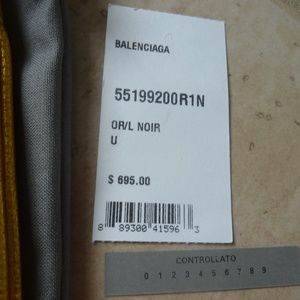 BALENCIAGA
55199200R1N
OR/L NOIR
U
$ 695.00
8 89300 41596 3
CONTROLLATO
0 1 2 3 4 5 6 7 8 9